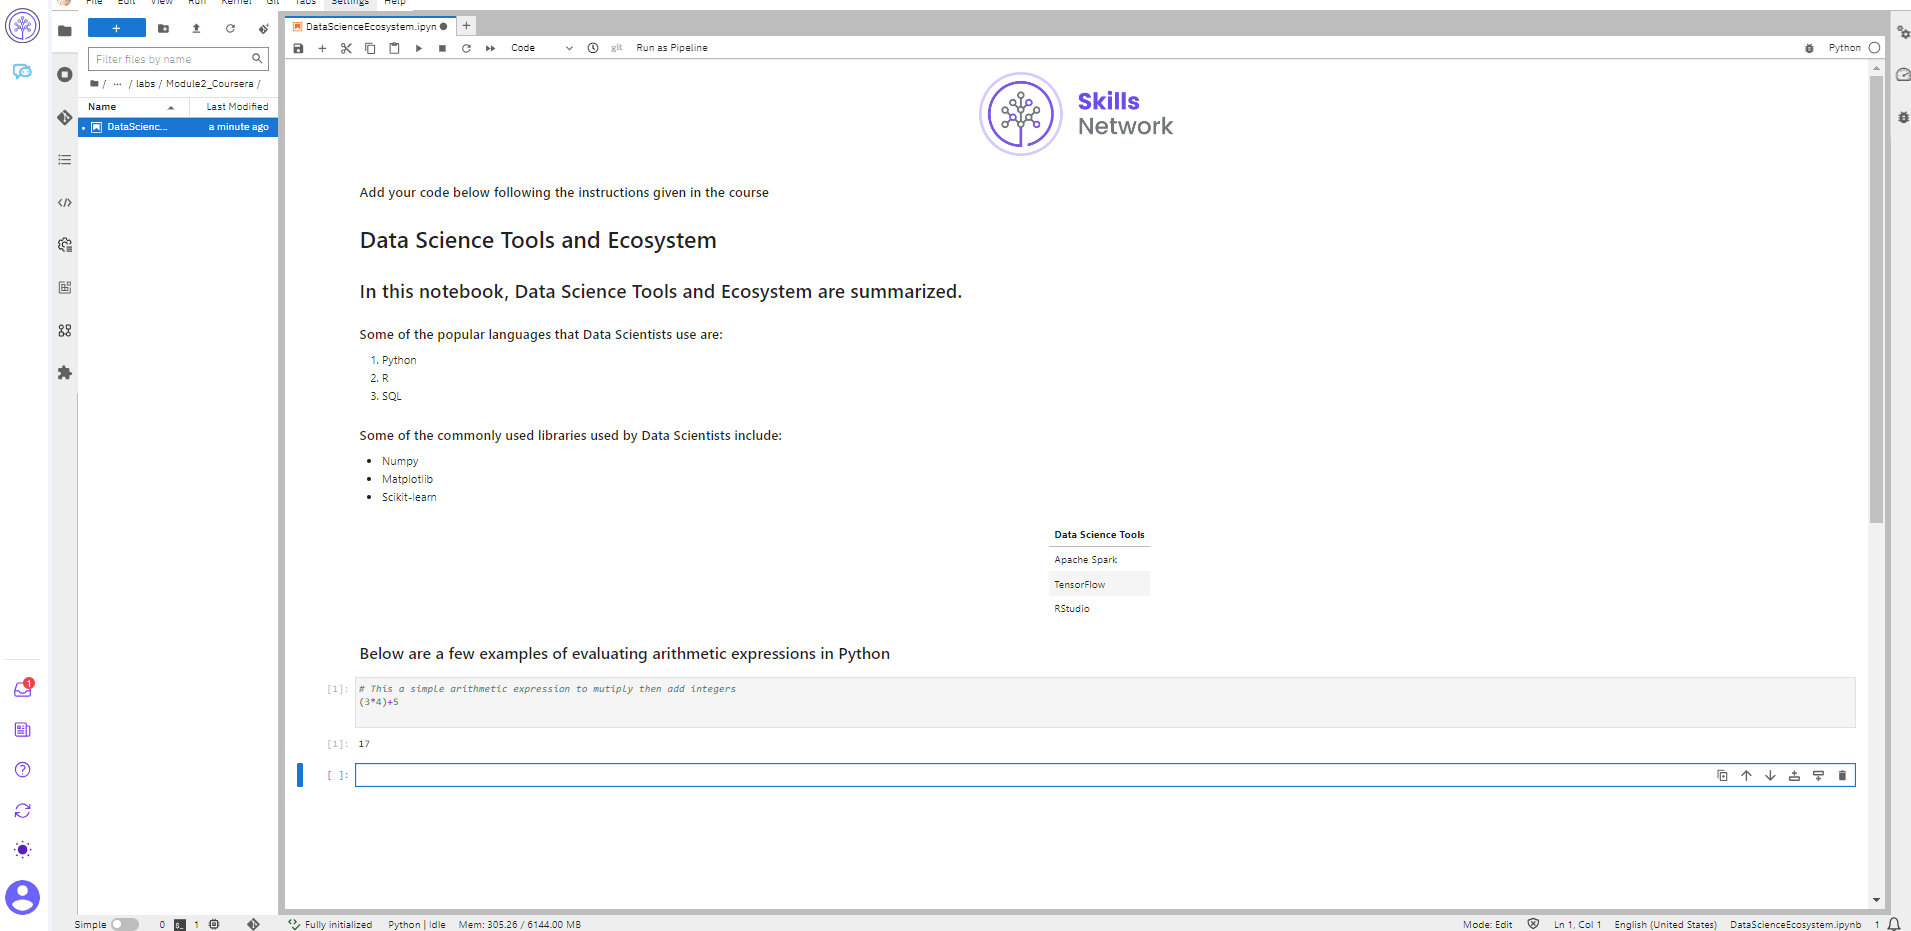 File Edit View Run Kernel Git Tabs Settings Help
DataScienceEcosystem.ipyn
Code
git
Run as Pipeline
Python
Filter files by name
/ ··· / labs / Module2_Coursera /
Name Last Modified
DataScienc... a minute ago
Skills
Network
Add your code below following the instructions given in the course
Data Science Tools and Ecosystem
In this notebook, Data Science Tools and Ecosystem are summarized.
Some of the popular languages that Data Scientists use are:
1. Python
2. R
3. SQL
Some of the commonly used libraries used by Data Scientists include:
Numpy
Matplotlib
Scikit-learn
Data Science Tools
Apache Spark
TensorFlow
RStudio
Below are a few examples of evaluating arithmetic expressions in Python
[1]: # This a simple arithmetic expression to mutiply then add integers
(3*4)+5
[1]: 17
[ ]:
1
Simple 0 1 Fully initialized Python | Idle Mem: 305.26 / 6144.00 MB Mode: Edit Ln 1, Col 1 English (United States) DataScienceEcosystem.ipynb 1